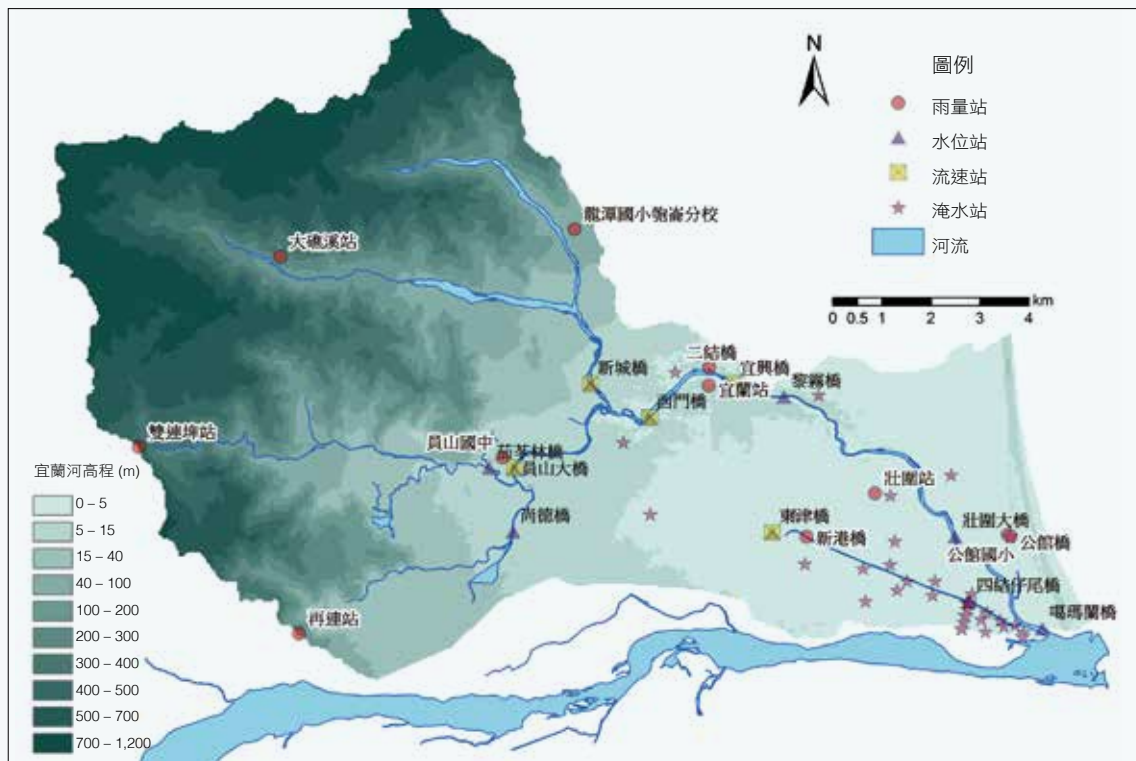 N
圖例
雨量站
水位站
流速站
淹水站
河流
km
0 0.5 1 2 3 4
龍潭國小匏崙分校
大礁溪站
二結橋
新城橋
宜興橋
宜蘭站
黎霧橋
西門橋
雙連埤站
員山國中
茄苳林橋
員山大橋
壯圍站
尚德橋
東津橋
新港橋
壯圍大橋
公館國小
公館橋
四結仔尾橋
噶瑪蘭橋
再連站
宜蘭河高程 (m)
0 – 5
5 – 15
15 – 40
40 – 100
100 – 200
200 – 300
300 – 400
400 – 500
500 – 700
700 – 1,200